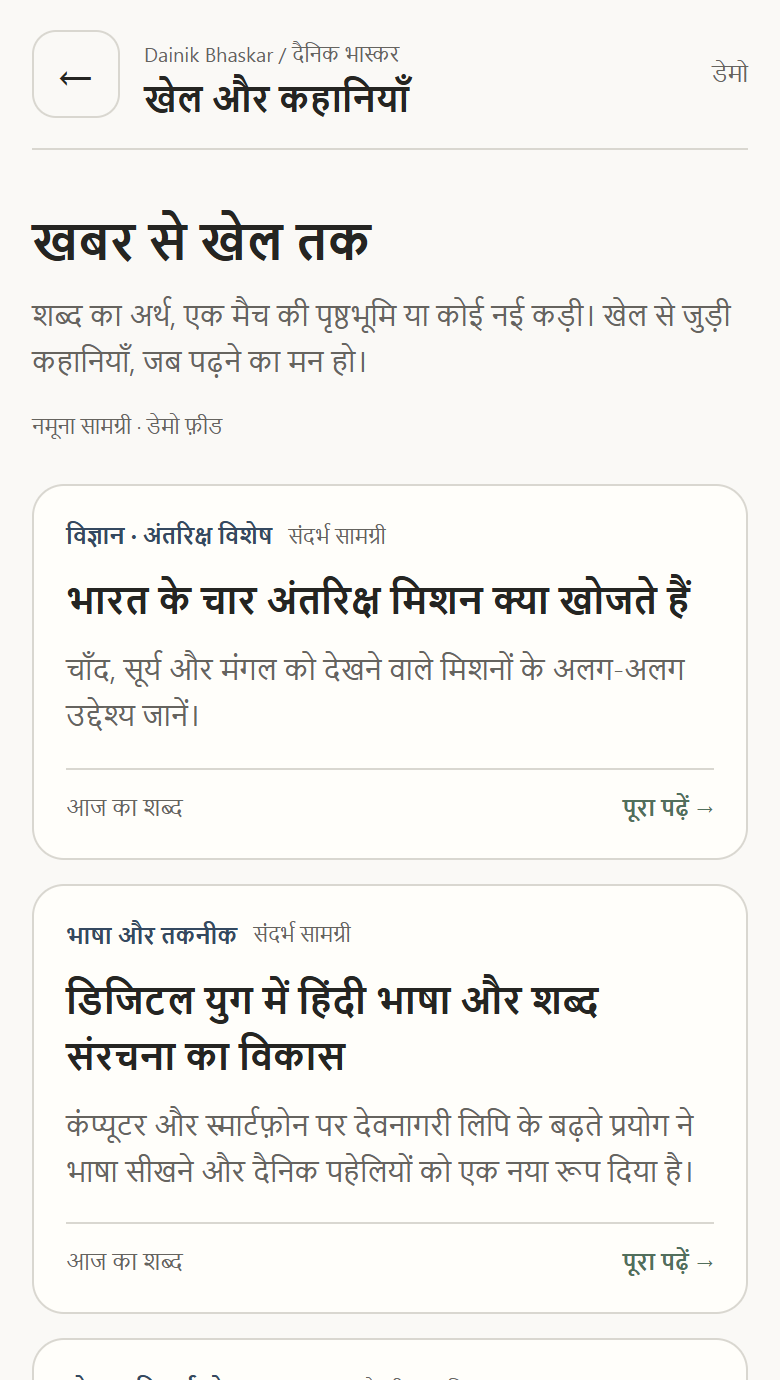 ←
Dainik Bhaskar / दैनिक भास्कर
खेल और कहानियाँ
डेमो
खबर से खेल तक
शब्द का अर्थ, एक मैच की पृष्ठभूमि या कोई नई कड़ी। खेल से जुड़ी
कहानियाँ, जब पढ़ने का मन हो।
नमूना सामग्री · डेमो फ़ीड
विज्ञान · अंतरिक्ष विशेष संदर्भ सामग्री
भारत के चार अंतरिक्ष मिशन क्या खोजते हैं
चाँद, सूर्य और मंगल को देखने वाले मिशनों के अलग-अलग
उद्देश्य जानें।
आज का शब्द
पूरा पढ़ें →
भाषा और तकनीक संदर्भ सामग्री
डिजिटल युग में हिंदी भाषा और शब्द
संरचना का विकास
कंप्यूटर और स्मार्टफ़ोन पर देवनागरी लिपि के बढ़ते प्रयोग ने
भाषा सीखने और दैनिक पहेलियों को एक नया रूप दिया है।
आज का शब्द
पूरा पढ़ें →